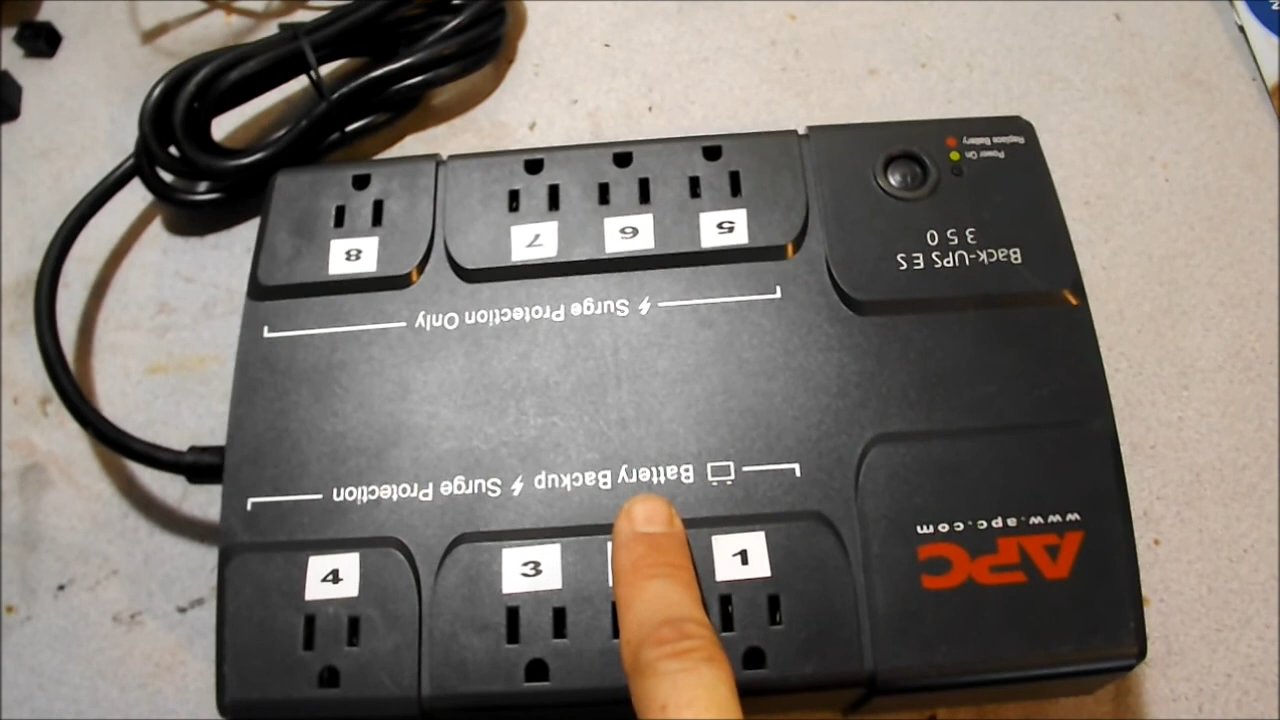 Replace Battery
Power On
Back-UPS ES
350
8
7
6
5
Surge Protection Only
Battery Backup Surge Protection
www.apc.com
APC
4
3
1